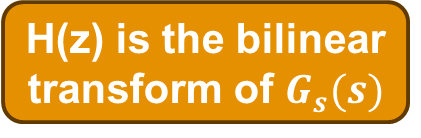 H(z) is the bilinear
transform of 𝑮ₛ(𝒔)